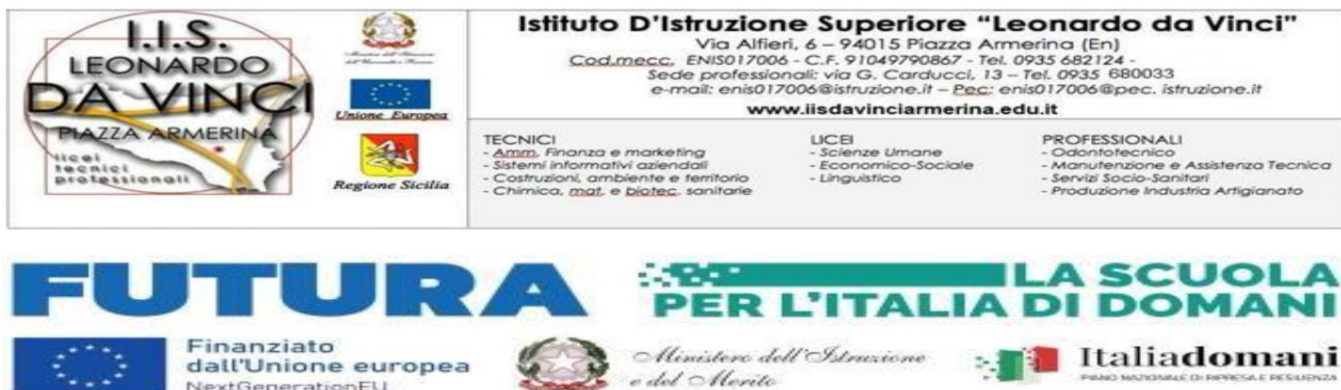 I.I.S.
LEONARDO
DA VINCI
PIAZZA ARMERINA
licei
tecnici
professionali
Unione Europea
Regione Sicilia
Istituto D'Istruzione Superiore “Leonardo da Vinci”
Via Alfieri, 6 – 94015 Piazza Armerina (En)
Cod.mecc. ENIS017006 - C.F. 91049790867 - Tel. 0935 682124 -
Sede professionali: via G. Carducci, 13 – Tel. 0935 680033
e-mail: enis017006@istruzione.it – Pec: enis017006@pec. istruzione.it
www.iisdavinciarmerina.edu.it
TECNICI
- Amm. Finanza e marketing
- Sistemi informativi aziendali
- Costruzioni, ambiente e territorio
- Chimica, mat. e biotec. sanitarie
LICEI
- Scienze Umane
- Economico-Sociale
- Linguistico
PROFESSIONALI
- Odontotecnico
- Manutenzione e Assistenza Tecnica
- Servizi Socio-Sanitari
- Produzione Industria Artigianato
FUTURA
LA SCUOLA
PER L'ITALIA DI DOMANI
Finanziato
dall'Unione europea
NextGenerationEU
Ministero dell'Istruzione
e del Merito
Italiadomani
PIANO NAZIONALE DI RIPRESA E RESILIENZA